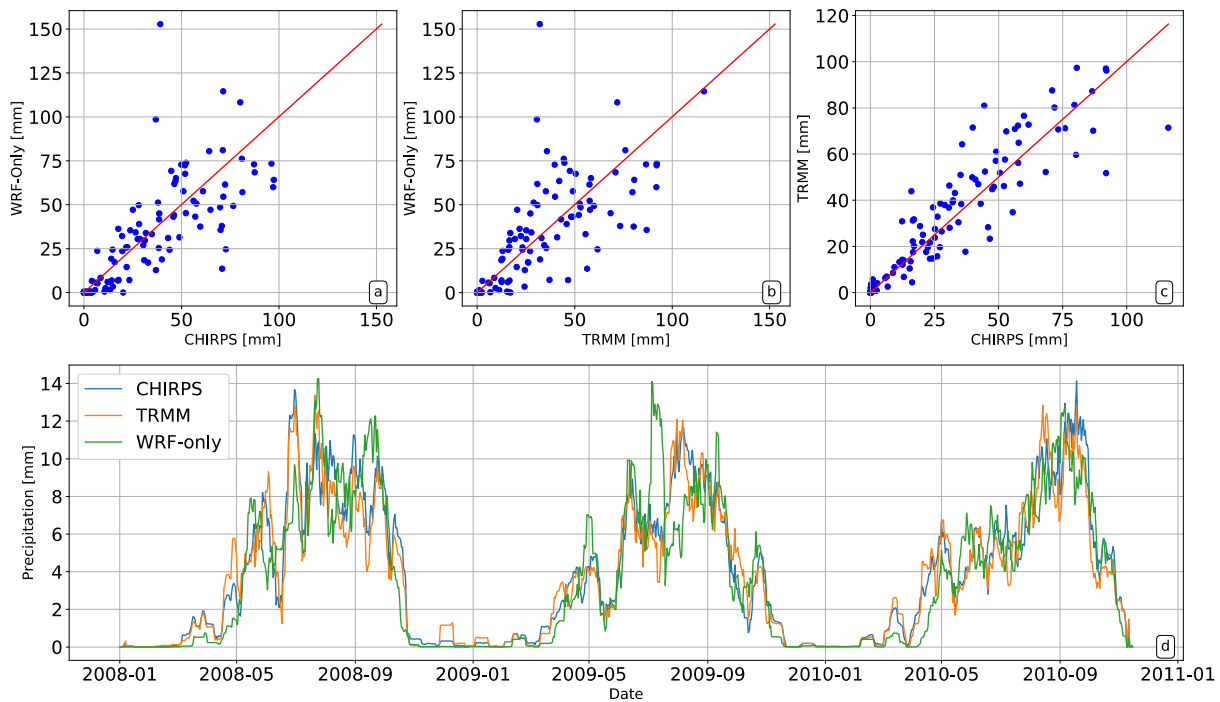 WRF-Only [mm]
150
125
100
75
50
25
0
0 50 100 150
CHIRPS [mm]
a
WRF-Only [mm]
150
125
100
75
50
25
0
0 50 100 150
TRMM [mm]
b
TRMM [mm]
120
100
80
60
40
20
0
0 25 50 75 100
CHIRPS [mm]
c
Precipitation [mm]
14
12
10
8
6
4
2
0
CHIRPS
TRMM
WRF-only
d
2008-01 2008-05 2008-09 2009-01 2009-05 2009-09 2010-01 2010-05 2010-09 2011-01
Date